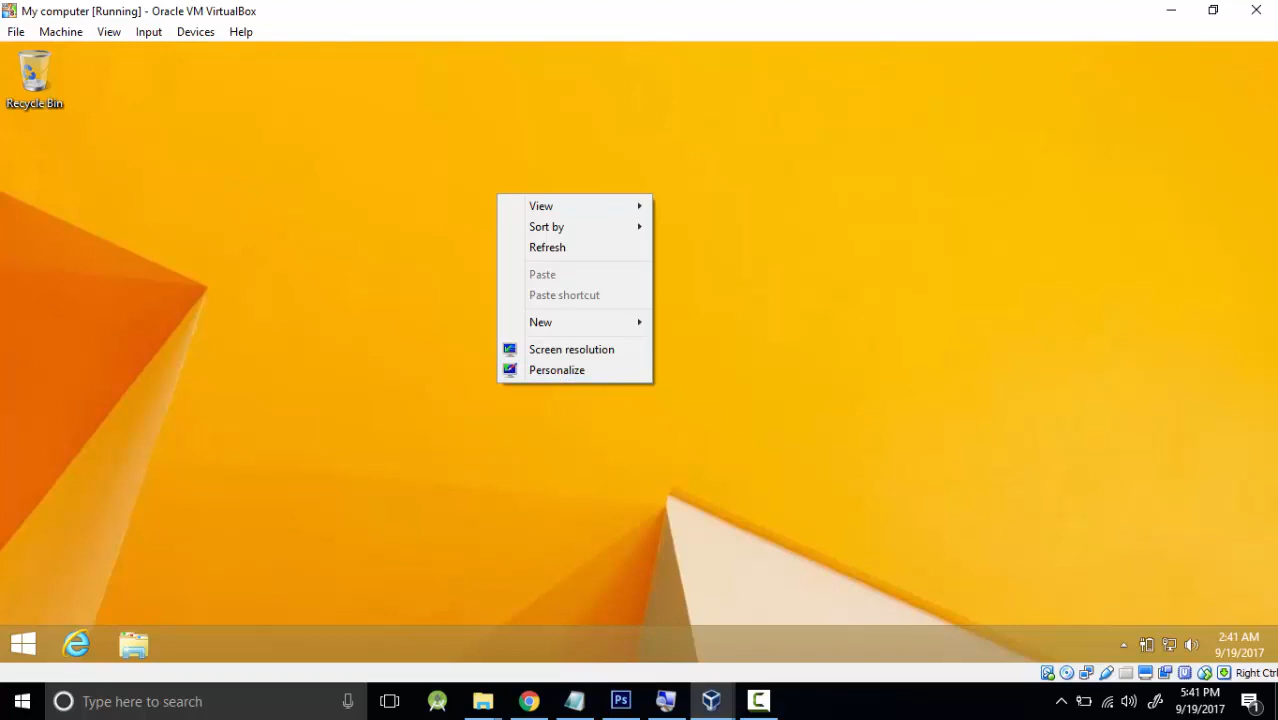 My computer [Running] - Oracle VM VirtualBox
File Machine View Input Devices Help
Recycle Bin
View
Sort by
Refresh
Paste
Paste shortcut
New
Screen resolution
Personalize
2:41 AM
9/19/2017
Right Ctrl
Type here to search
Ps
5:41 PM
9/19/2017
1